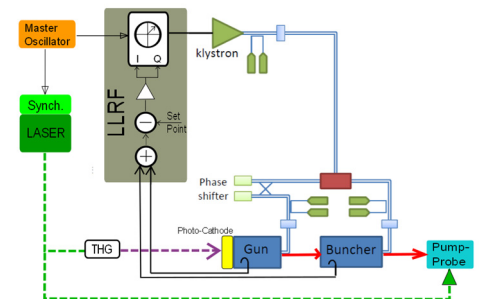 Master
Oscillator
I Q
klystron
LLRF
Synch.
LASER
Set
Point
Phase
shifter
Photo-Cathode
THG
Gun
Buncher
Pump-
Probe